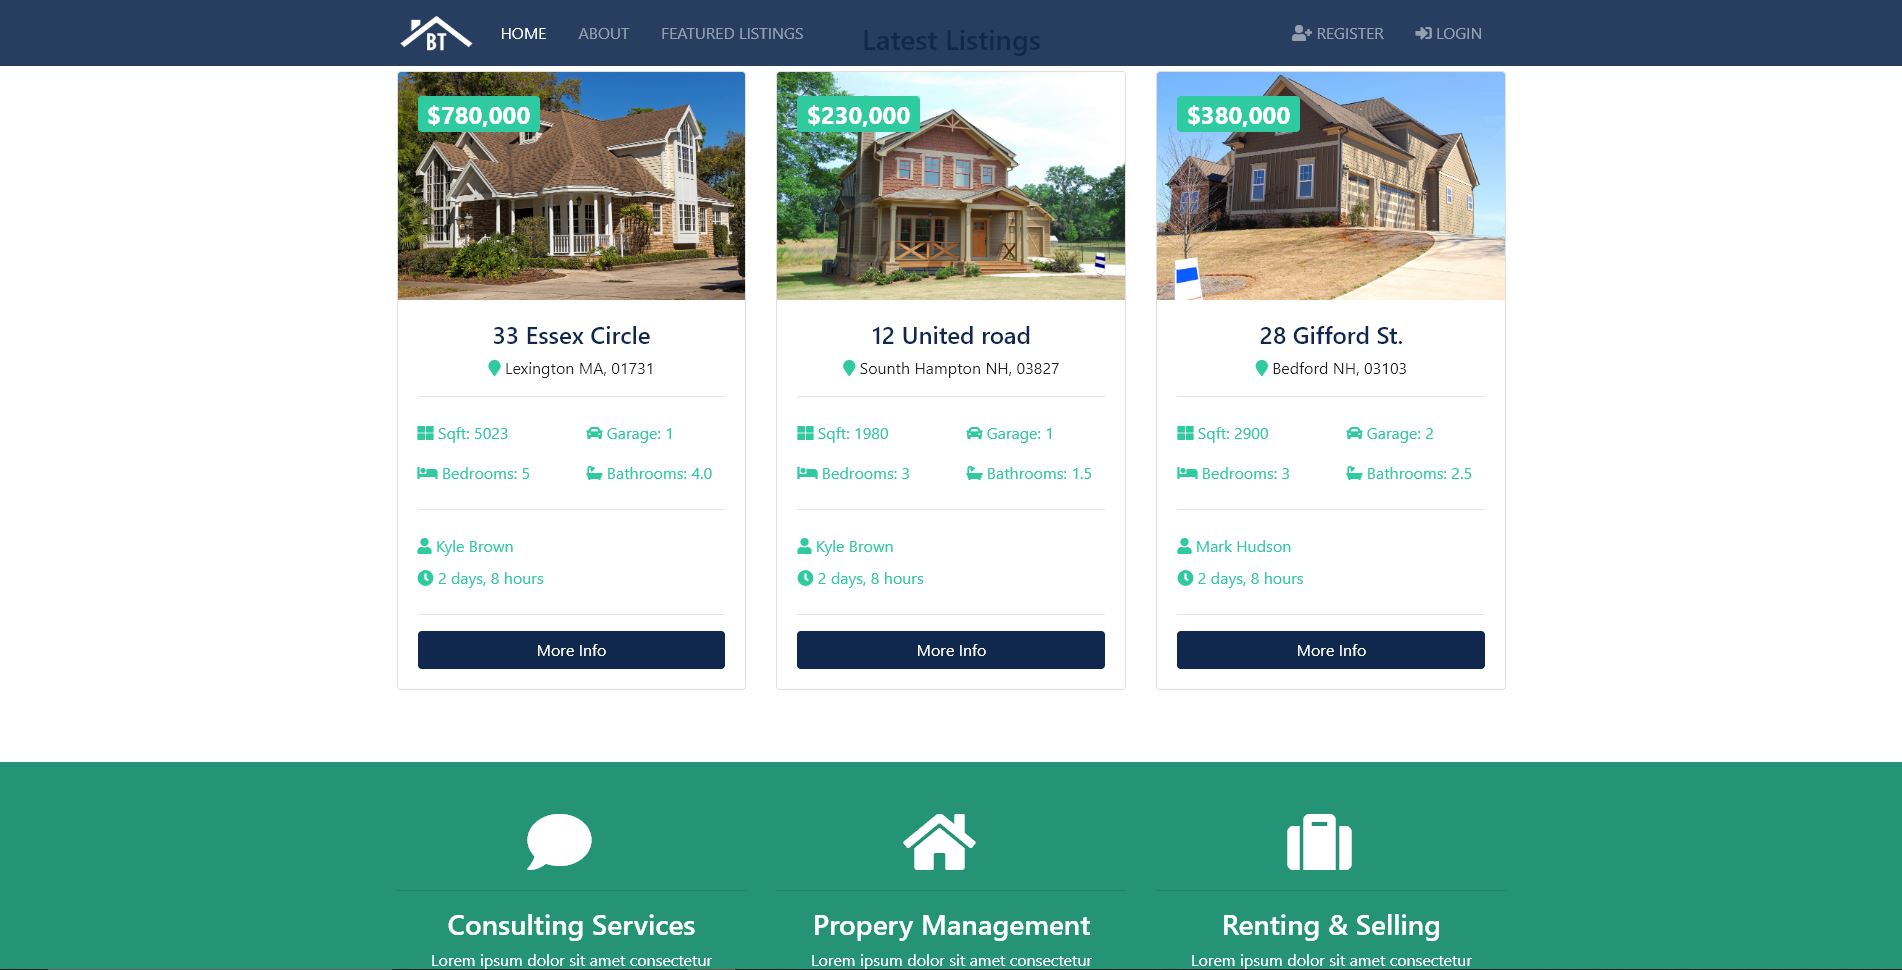 BT
HOME ABOUT FEATURED LISTINGS REGISTER LOGIN
Latest Listings
$780,000
33 Essex Circle
Lexington MA, 01731
Sqft: 5023 Garage: 1
Bedrooms: 5 Bathrooms: 4.0
Kyle Brown
2 days, 8 hours
More Info
$230,000
12 United road
Sounth Hampton NH, 03827
Sqft: 1980 Garage: 1
Bedrooms: 3 Bathrooms: 1.5
Kyle Brown
2 days, 8 hours
More Info
$380,000
28 Gifford St.
Bedford NH, 03103
Sqft: 2900 Garage: 2
Bedrooms: 3 Bathrooms: 2.5
Mark Hudson
2 days, 8 hours
More Info
Consulting Services
Lorem ipsum dolor sit amet consectetur
Propery Management
Lorem ipsum dolor sit amet consectetur
Renting & Selling
Lorem ipsum dolor sit amet consectetur